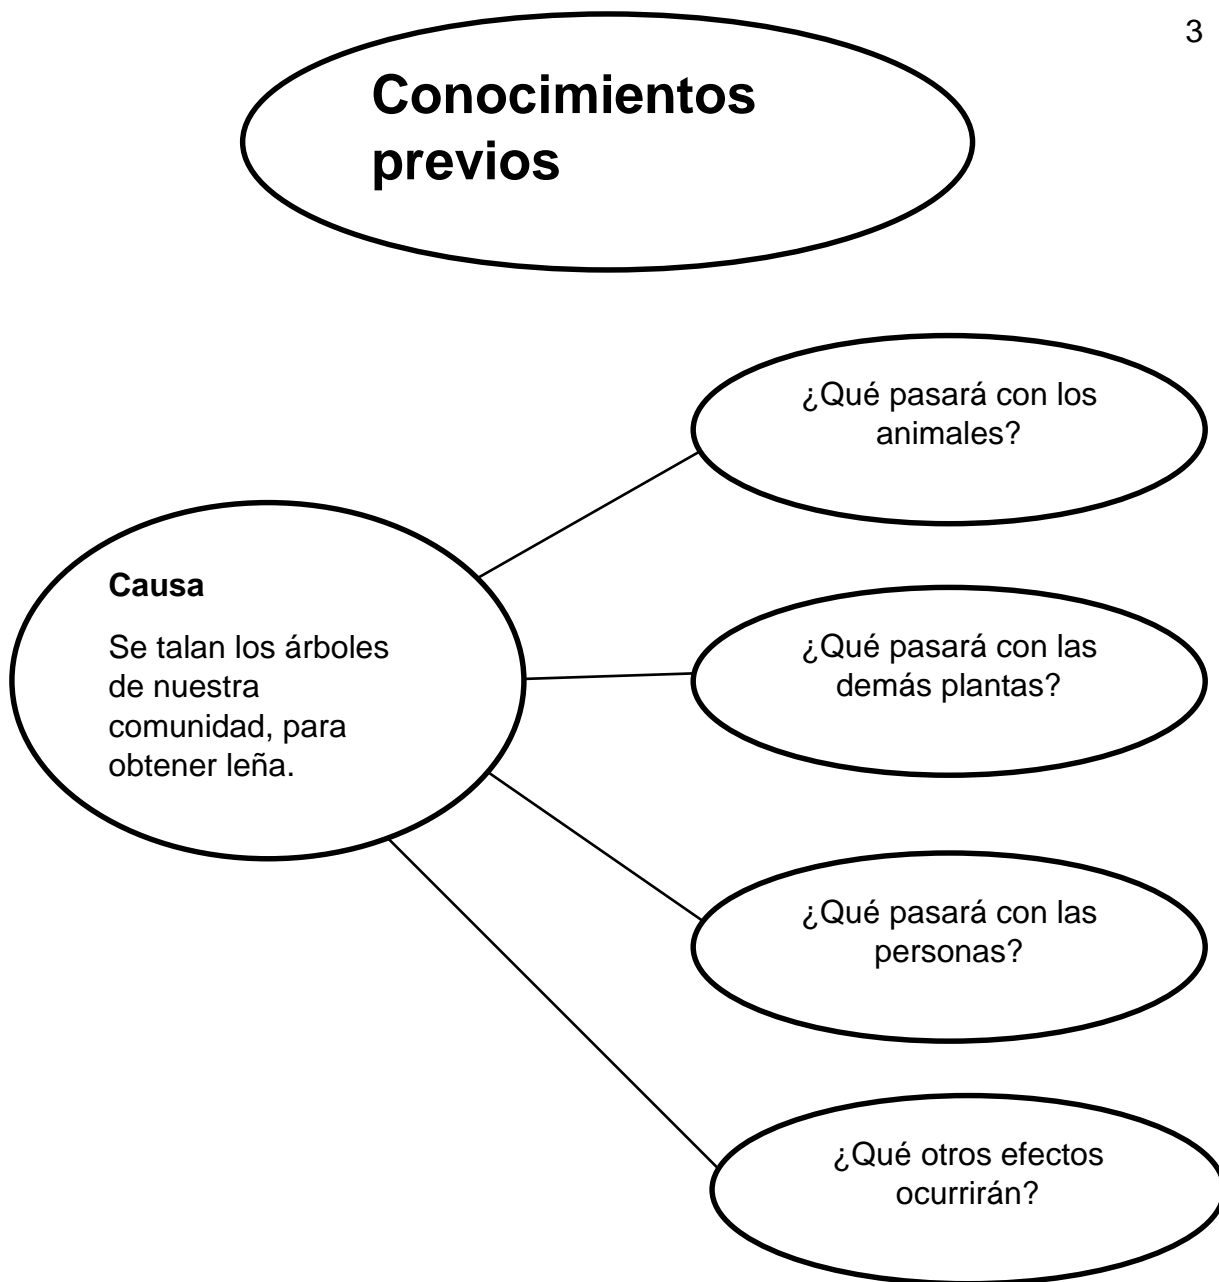 3
Conocimientos
previos
¿Qué pasará con los
animales?
Causa
Se talan los árboles
de nuestra
comunidad, para
obtener leña.
¿Qué pasará con las
demás plantas?
¿Qué pasará con las
personas?
¿Qué otros efectos
ocurrirán?